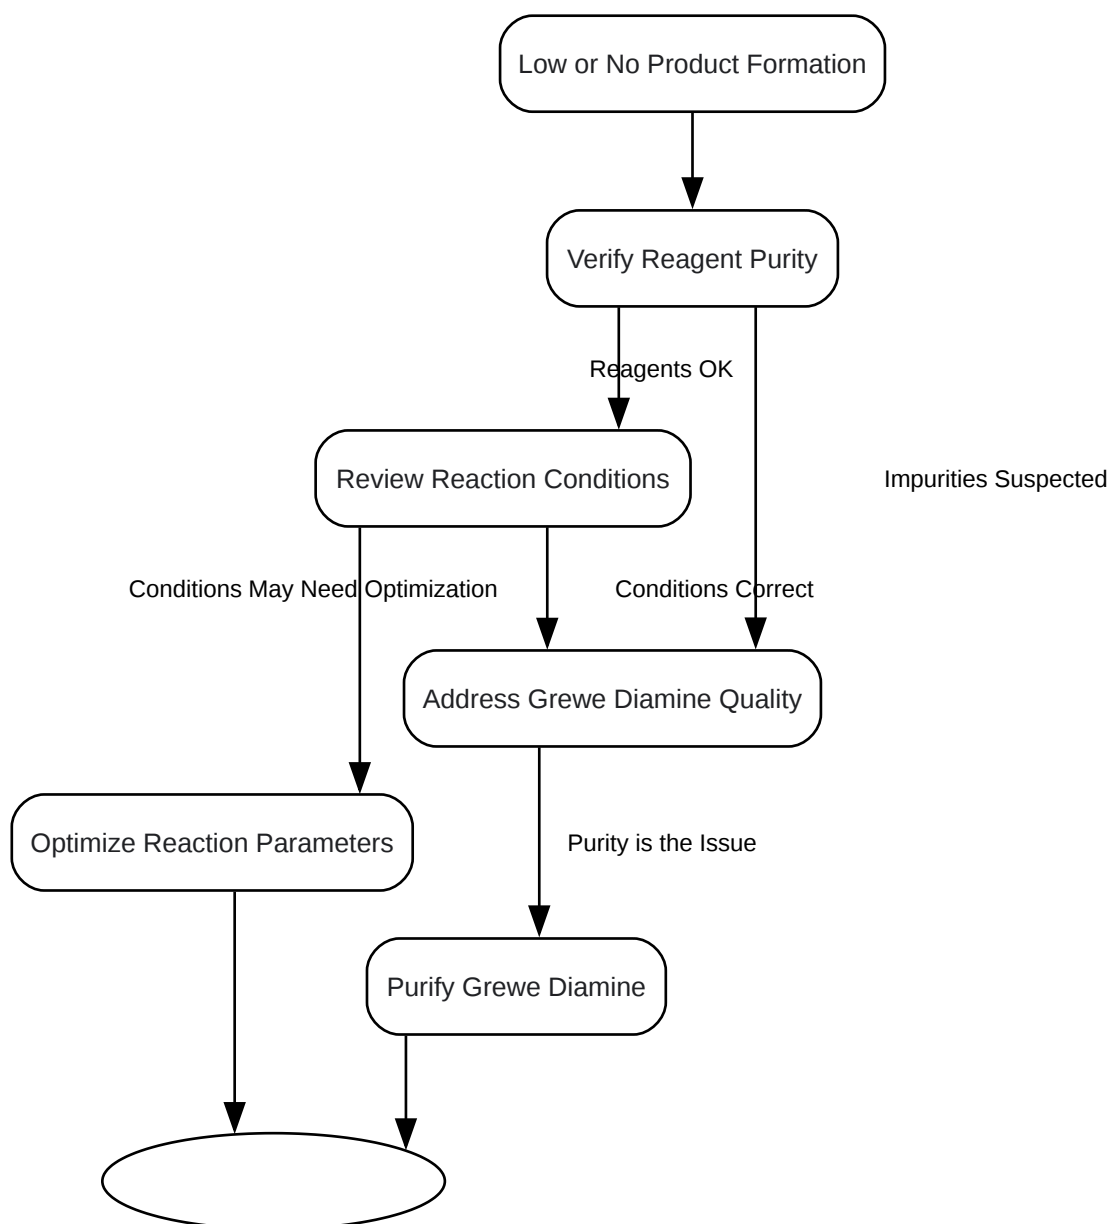 Low or No Product Formation
Verify Reagent Purity
Reagents OK
Review Reaction Conditions
Impurities Suspected
Conditions May Need Optimization
Conditions Correct
Address Grewe Diamine Quality
Optimize Reaction Parameters
Purity is the Issue
Purify Grewe Diamine